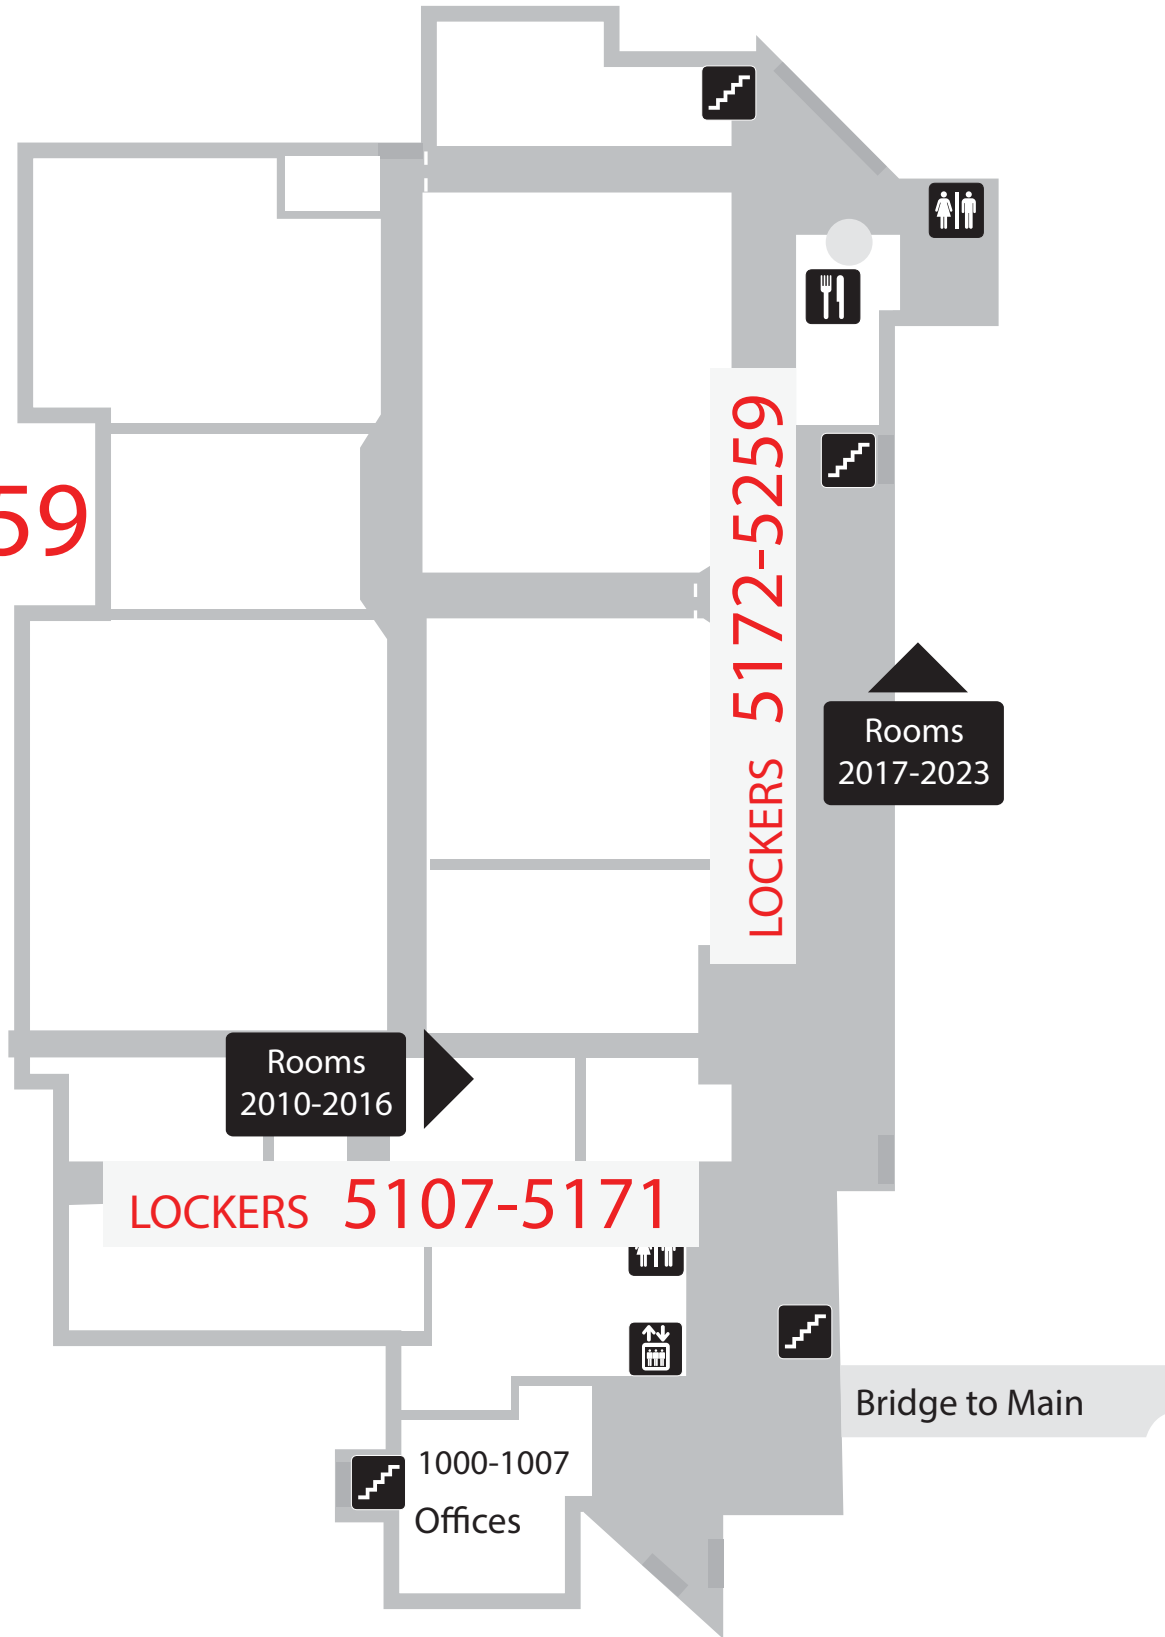 59
LOCKERS 5172-5259
Rooms
2017-2023
Rooms
2010-2016
LOCKERS 5107-5171
Bridge to Main
1000-1007
Offices